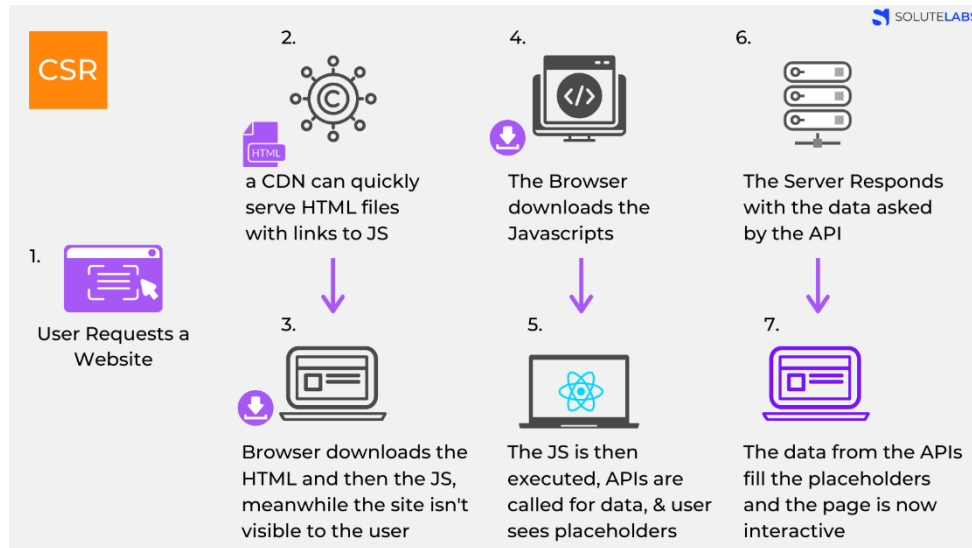 SOLUTELABS
CSR
1.
User Requests a
Website
2.
HTML
a CDN can quickly
serve HTML files
with links to JS
3.
Browser downloads the
HTML and then the JS,
meanwhile the site isn't
visible to the user
4.
</>
The Browser
downloads the
Javascripts
5.
The JS is then
executed, APIs are
called for data, & user
sees placeholders
6.
The Server Responds
with the data asked
by the API
7.
The data from the APIs
fill the placeholders
and the page is now
interactive